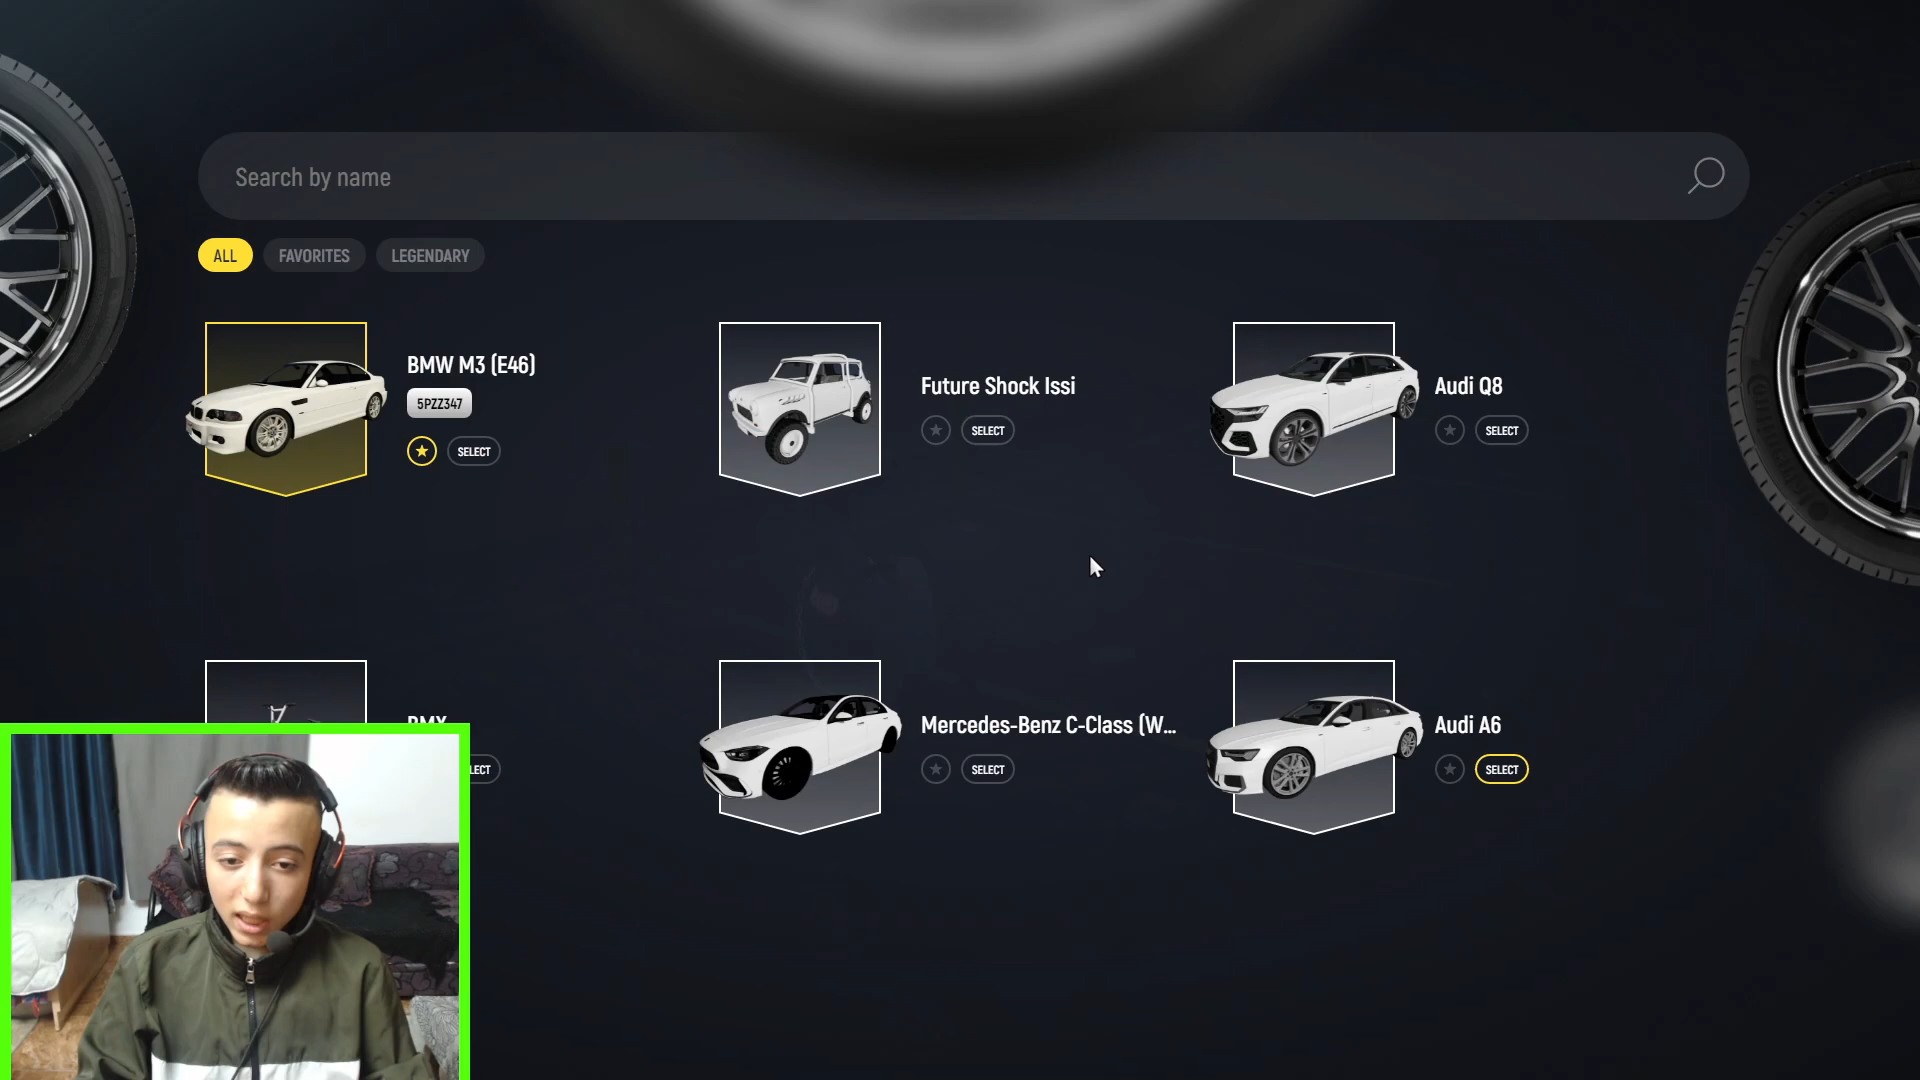 Search by name
ALL
FAVORITES
LEGENDARY
BMW M3 (E46)
5PZZ347
SELECT
Future Shock Issi
SELECT
Audi Q8
SELECT
BMX
Mercedes-Benz C-Class (W...
SELECT
Audi A6
SELECT